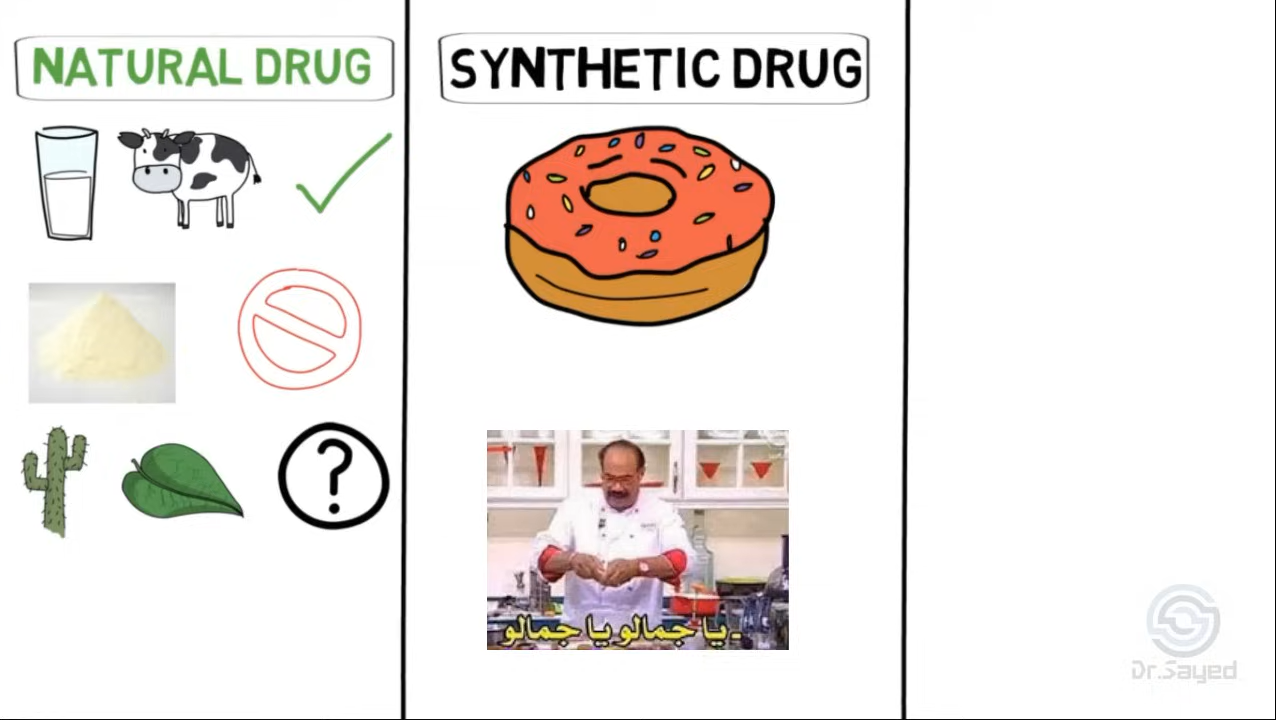 NATURAL DRUG
SYNTHETIC DRUG
?
- يا جمالو يا جمالو
Dr.Sayed